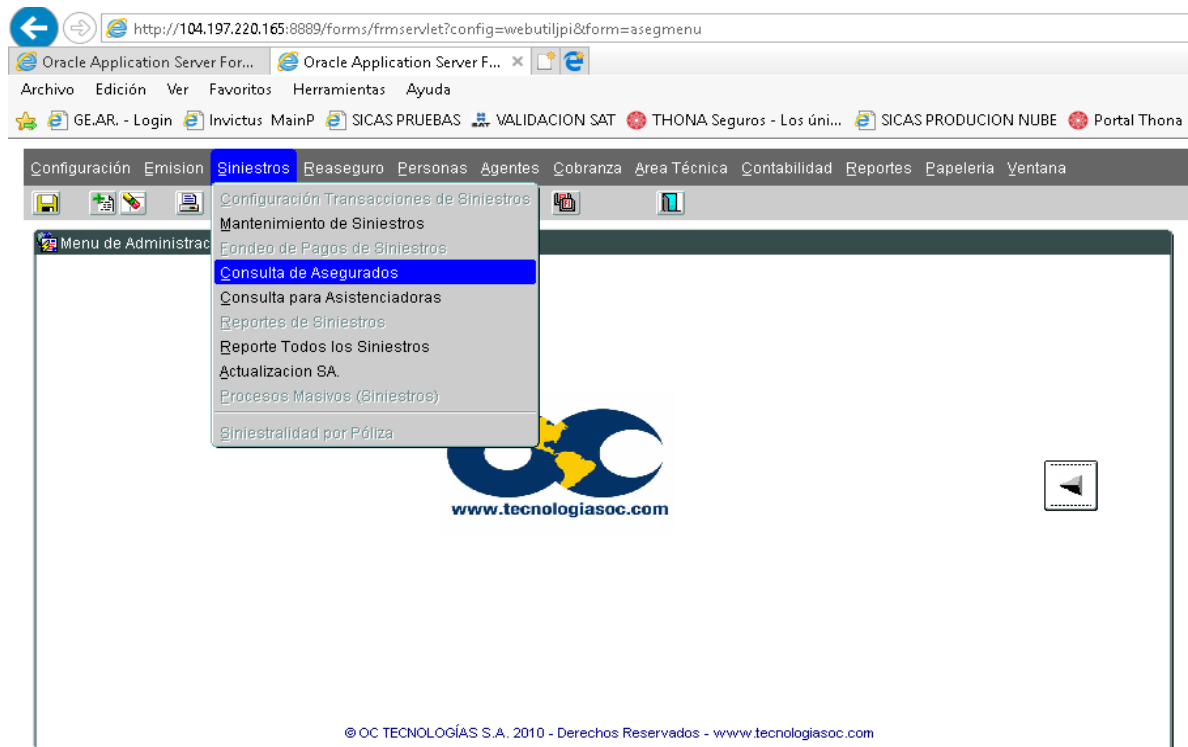 http://104.197.220.165:8889/forms/frmservlet?config=webutiljpi&form=asegmenu
Oracle Application Server For... Oracle Application Server F...
Archivo Edición Ver Favoritos Herramientas Ayuda
GE.AR. - Login Invictus MainP SICAS PRUEBAS VALIDACION SAT THONA Seguros - Los úni... SICAS PRODUCION NUBE Portal Thona
Configuración Emision Siniestros Reaseguro Personas Agentes Cobranza Area Técnica Contabilidad Reportes Papeleria Ventana
Configuración Transacciones de Siniestros
Mantenimiento de Siniestros
Menu de Administrac
Fondeo de Pagos de Siniestros
Consulta de Asegurados
Consulta para Asistenciadoras
Reportes de Siniestros
Reporte Todos los Siniestros
Actualizacion SA.
Procesos Masivos (Siniestros)
Siniestralidad por Póliza
www.tecnologiasoc.com
© OC TECNOLOGÍAS S.A. 2010 - Derechos Reservados - www.tecnologiasoc.com